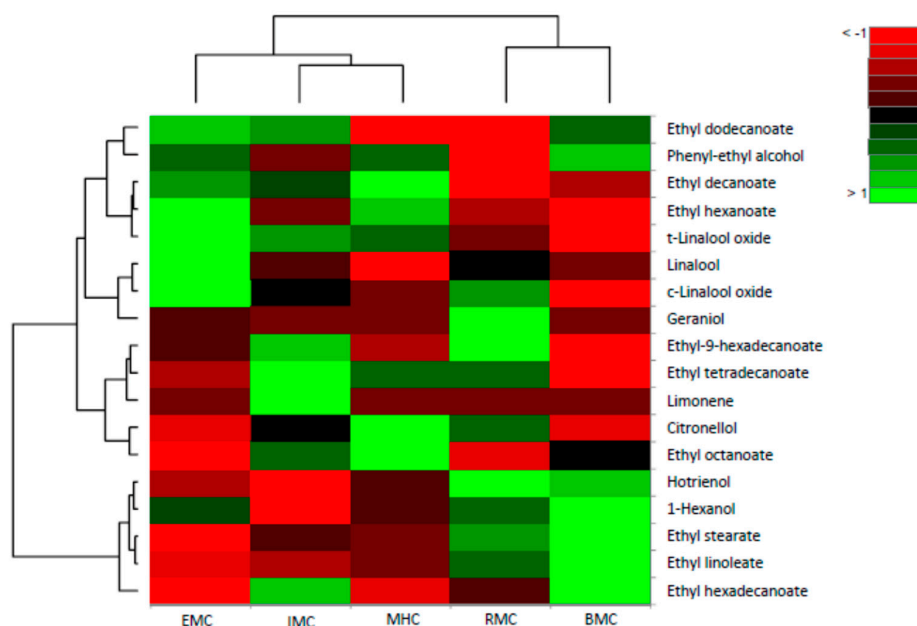 < -1
> 1
Ethyl dodecanoate
Phenyl-ethyl alcohol
Ethyl decanoate
Ethyl hexanoate
t-Linalool oxide
Linalool
c-Linalool oxide
Geraniol
Ethyl-9-hexadecanoate
Ethyl tetradecanoate
Limonene
Citronellol
Ethyl octanoate
Hotrienol
1-Hexanol
Ethyl stearate
Ethyl linoleate
Ethyl hexadecanoate
EMC IMC MHC RMC BMC